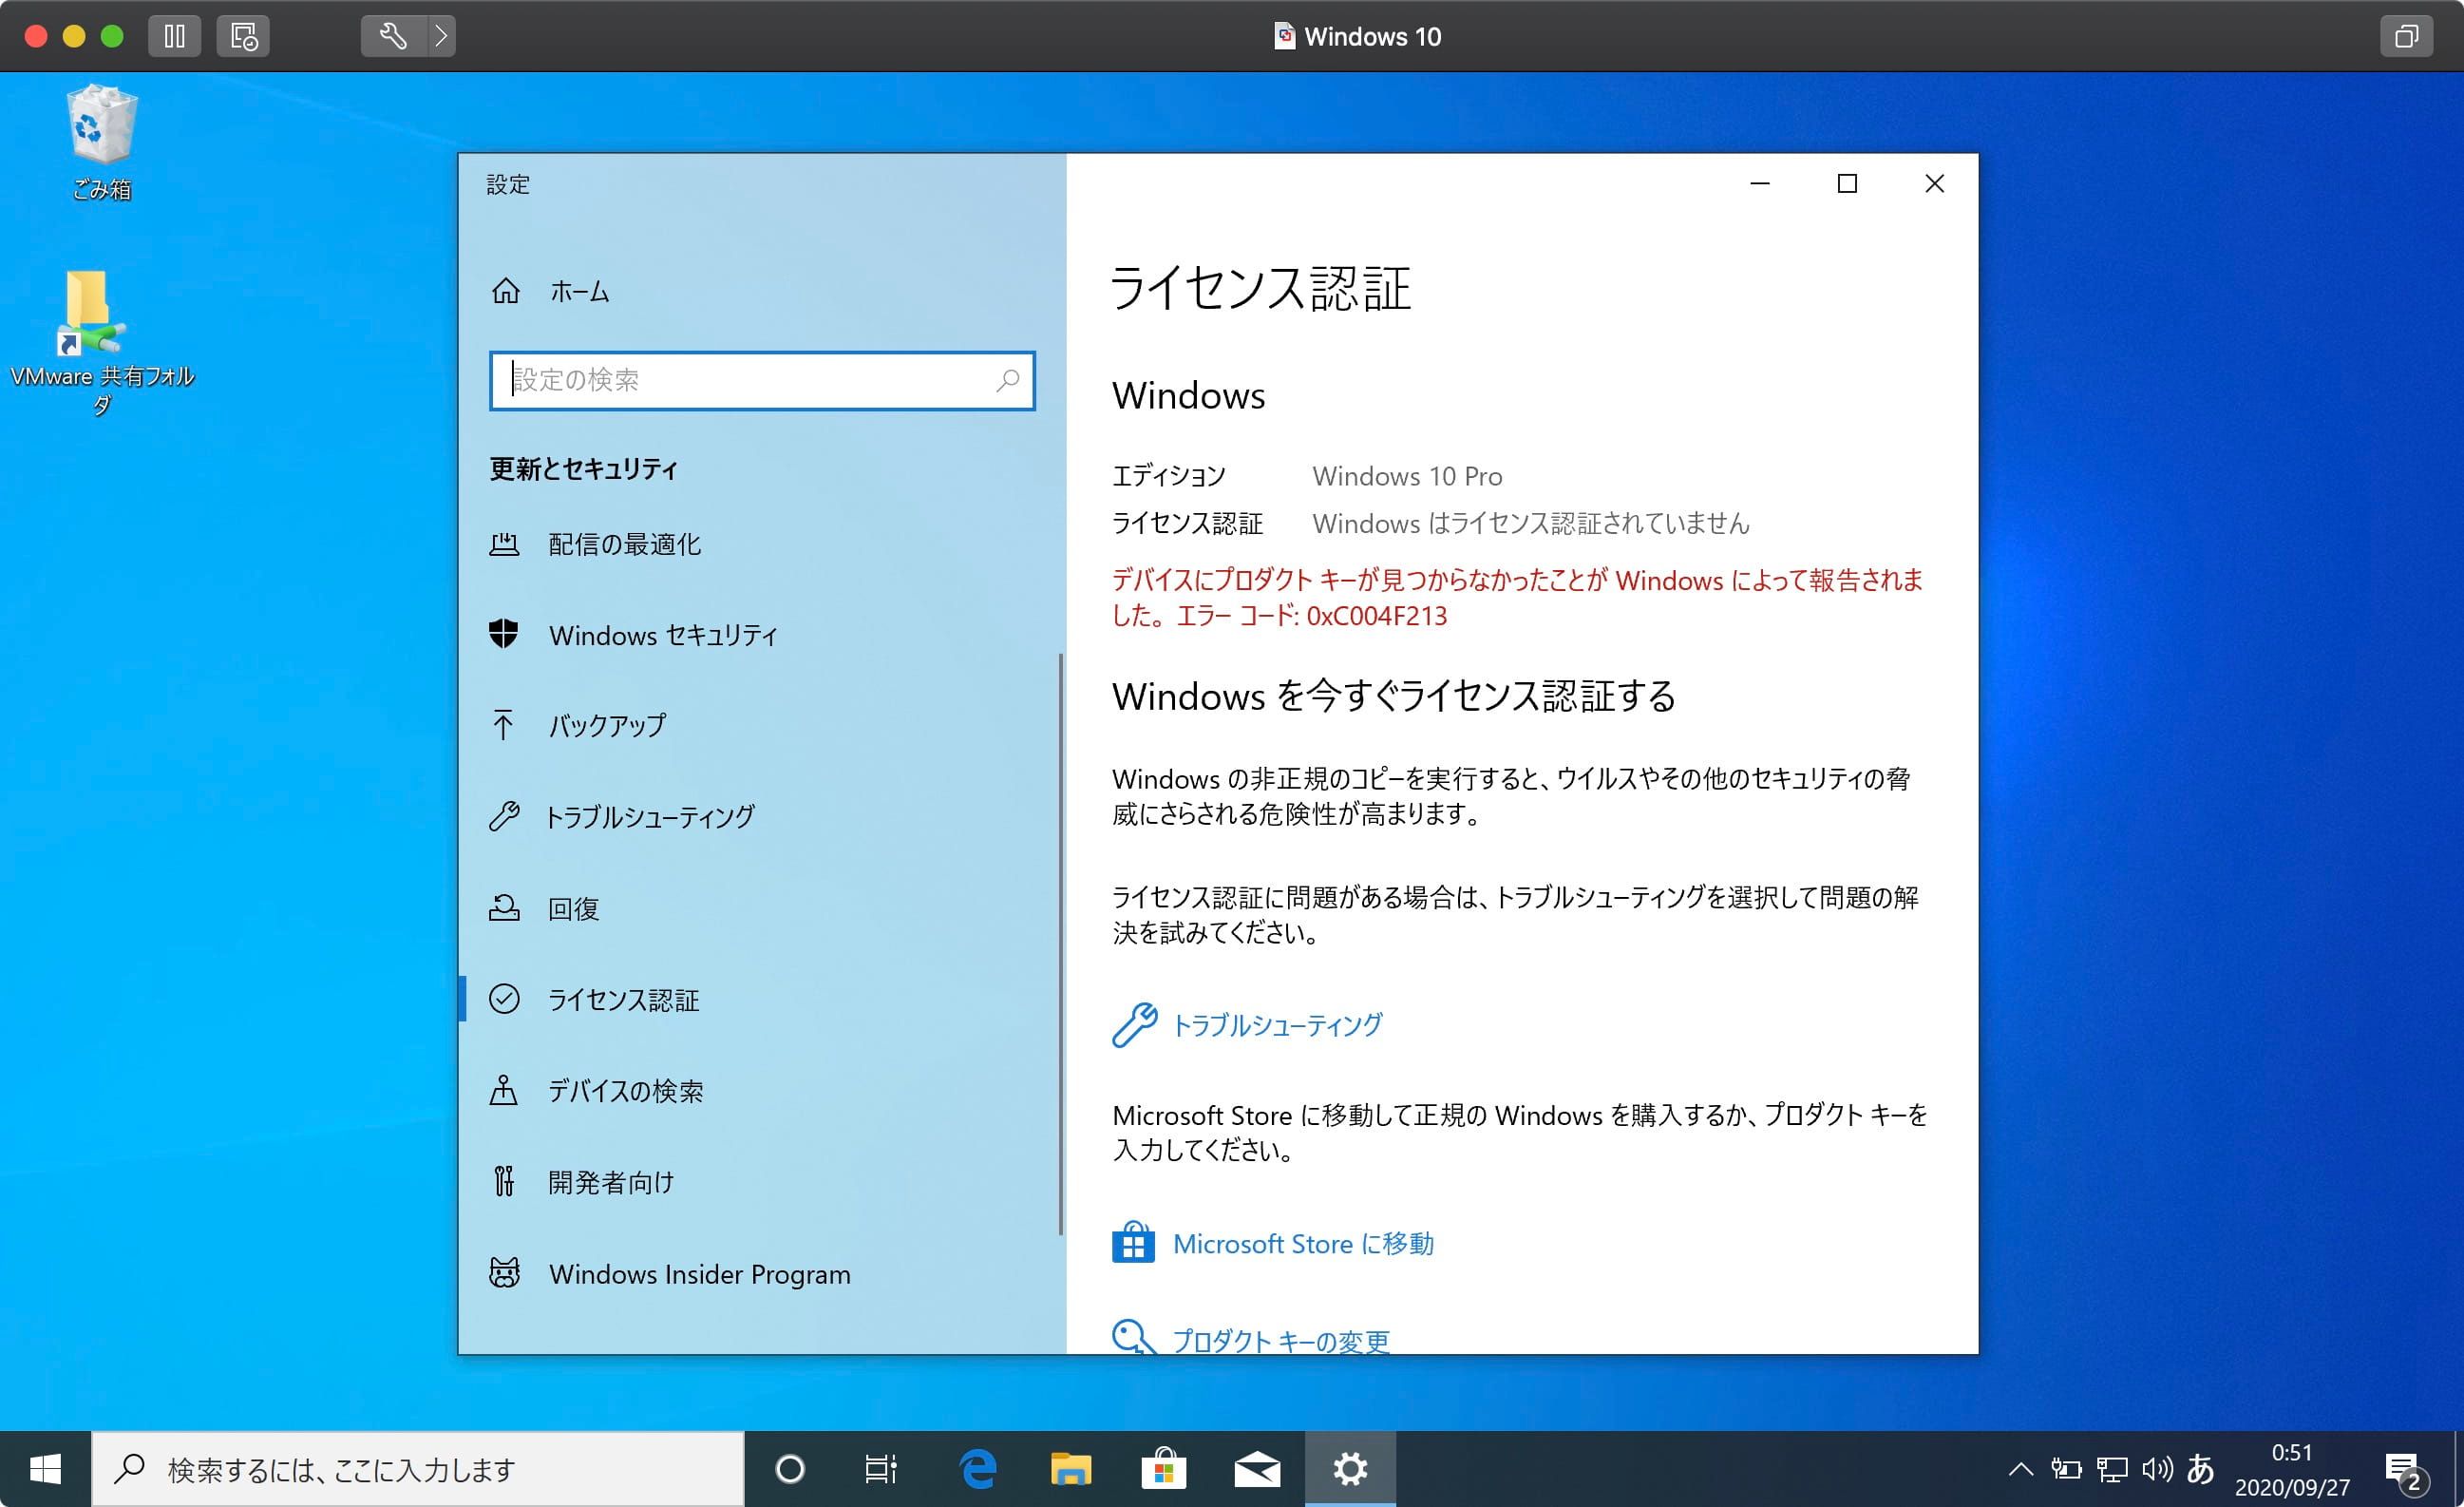 Windows 10
ごみ箱
VMware 共有フォル
ダ
設定
ホーム
設定の検索
更新とセキュリティ
配信の最適化
Windows セキュリティ
バックアップ
トラブルシューティング
回復
ライセンス認証
デバイスの検索
開発者向け
Windows Insider Program
ライセンス認証
Windows
エディション Windows 10 Pro
ライセンス認証 Windows はライセンス認証されていません
デバイスにプロダクト キーが見つからなかったことが Windows によって報告されま
した。エラー コード: 0xC004F213
Windows を今すぐライセンス認証する
Windows の非正規のコピーを実行すると、ウイルスやその他のセキュリティの脅
威にさらされる危険性が高まります。
ライセンス認証に問題がある場合は、トラブルシューティングを選択して問題の解
決を試みてください。
トラブルシューティング
Microsoft Store に移動して正規の Windows を購入するか、プロダクト キーを
入力してください。
Microsoft Store に移動
プロダクト キーの変更
検索するには、ここに入力します
あ
0:51
2020/09/27
2